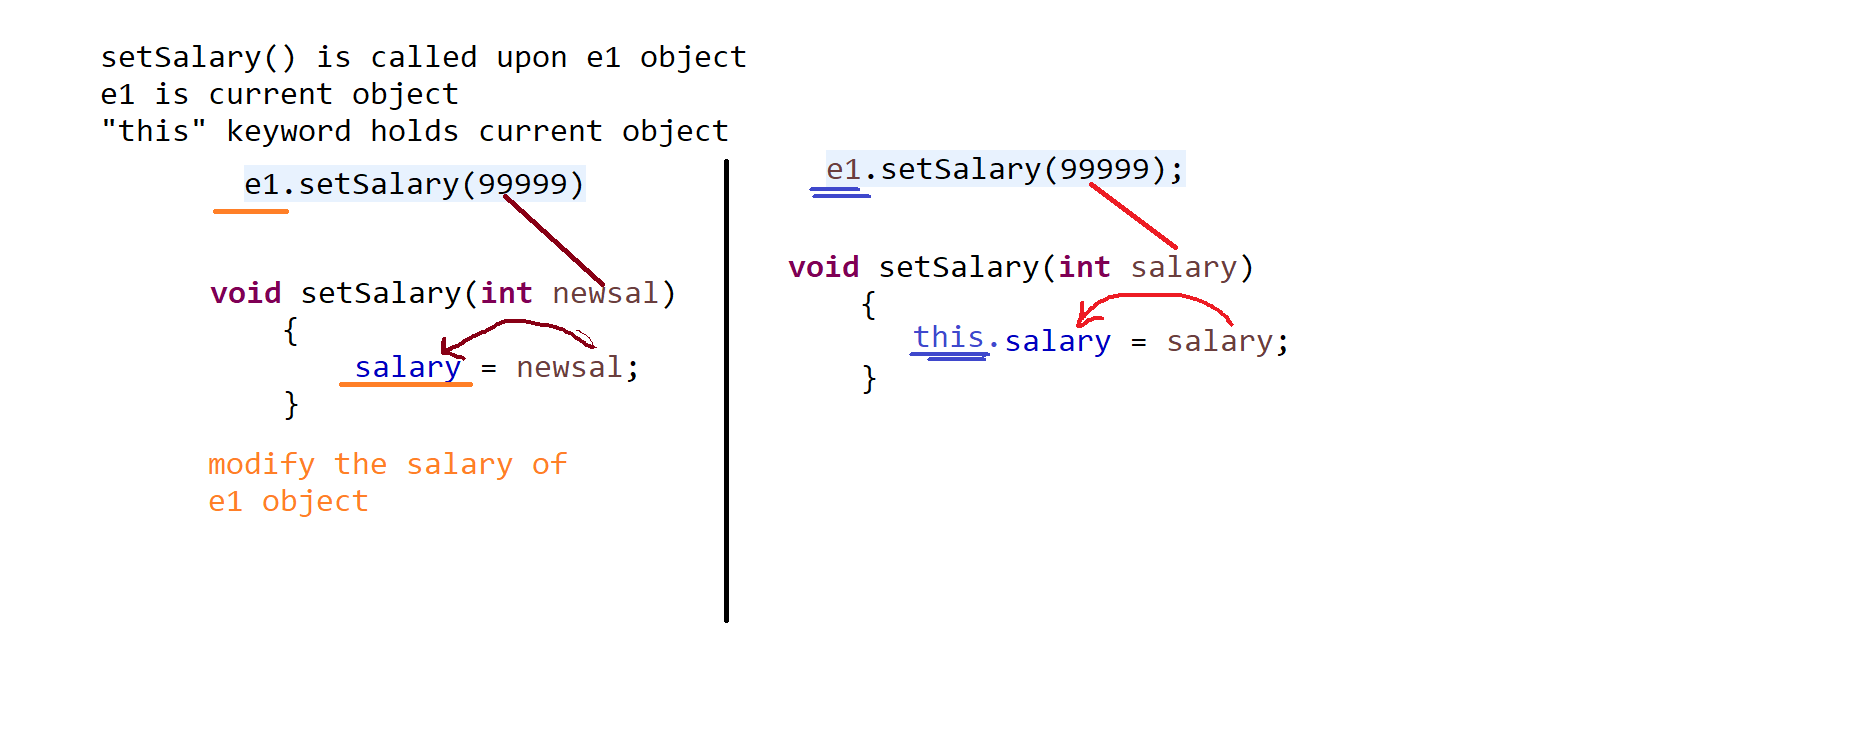 setSalary() is called upon e1 object
e1 is current object
"this" keyword holds current object
e1.setSalary(99999)
void setSalary(int newsal)
{
salary = newsal;
}
modify the salary of
e1 object
e1.setSalary(99999);
void setSalary(int salary)
{
this.salary = salary;
}